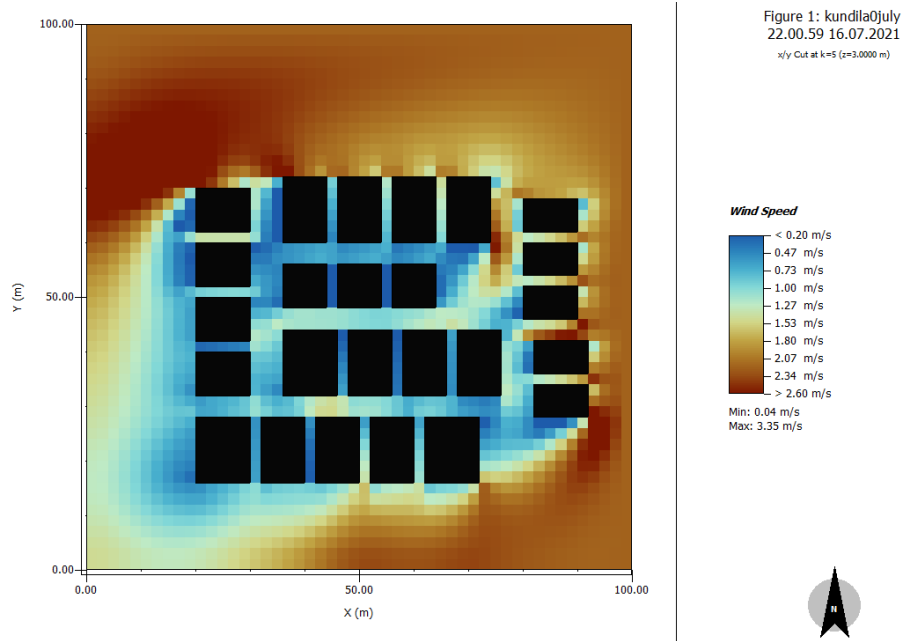 Figure 1: kundila0july
22.00.59 16.07.2021
x/y Cut at k=5 (z=3.0000 m)
100.00
50.00
0.00
Y (m)
0.00
50.00
100.00
X (m)
Wind Speed
< 0.20 m/s
0.47 m/s
0.73 m/s
1.00 m/s
1.27 m/s
1.53 m/s
1.80 m/s
2.07 m/s
2.34 m/s
> 2.60 m/s
Min: 0.04 m/s
Max: 3.35 m/s
N